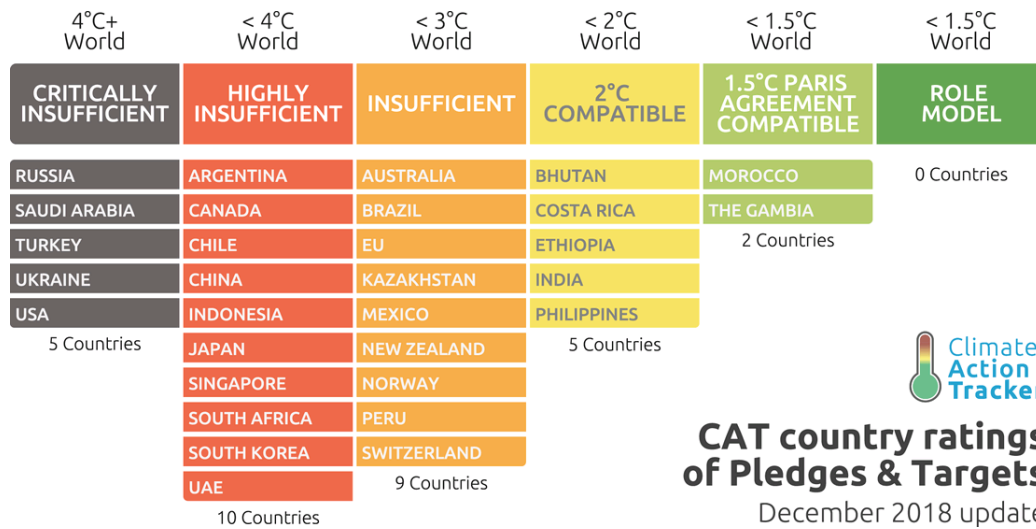 4°C+
World
CRITICALLY
INSUFFICIENT
RUSSIA
SAUDI ARABIA
TURKEY
UKRAINE
USA
5 Countries
< 4°C
World
HIGHLY
INSUFFICIENT
ARGENTINA
CANADA
CHILE
CHINA
INDONESIA
JAPAN
SINGAPORE
SOUTH AFRICA
SOUTH KOREA
UAE
10 Countries
< 3°C
World
INSUFFICIENT
AUSTRALIA
BRAZIL
EU
KAZAKHSTAN
MEXICO
NEW ZEALAND
NORWAY
PERU
SWITZERLAND
9 Countries
< 2°C
World
2°C
COMPATIBLE
BHUTAN
COSTA RICA
ETHIOPIA
INDIA
PHILIPPINES
5 Countries
< 1.5°C
World
1.5°C PARIS
AGREEMENT
COMPATIBLE
MOROCCO
THE GAMBIA
2 Countries
< 1.5°C
World
ROLE
MODEL
0 Countries
Climate
Action
Tracker
CAT country ratings
of Pledges & Targets
December 2018 update